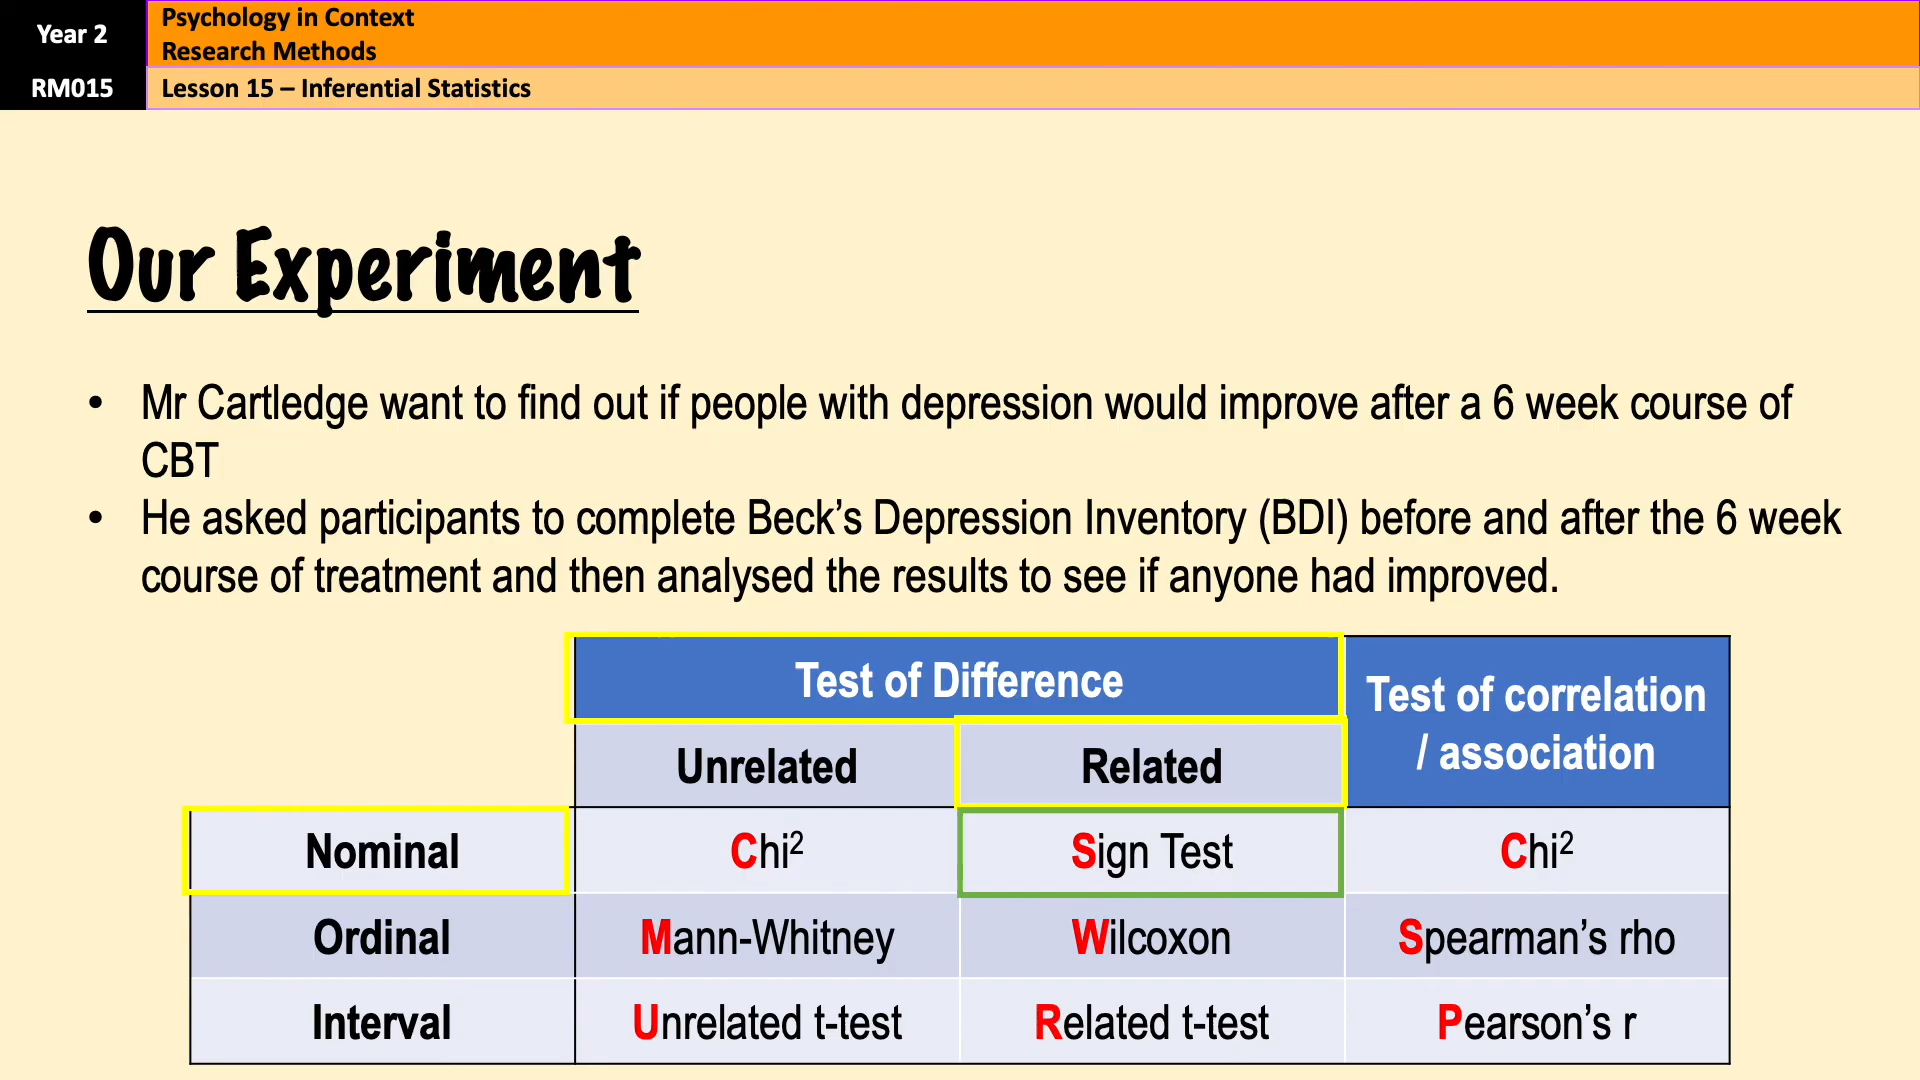 Year 2
Psychology in Context
Research Methods
RM015
Lesson 15 – Inferential Statistics
Our Experiment
• Mr Cartledge want to find out if people with depression would improve after a 6 week course of
CBT
• He asked participants to complete Beck’s Depression Inventory (BDI) before and after the 6 week
course of treatment and then analysed the results to see if anyone had improved.
Test of Difference
Test of correlation
/ association
Unrelated
Related
Nominal
Chi²
Sign Test
Chi²
Ordinal
Mann-Whitney
Wilcoxon
Spearman’s rho
Interval
Unrelated t-test
Related t-test
Pearson’s r